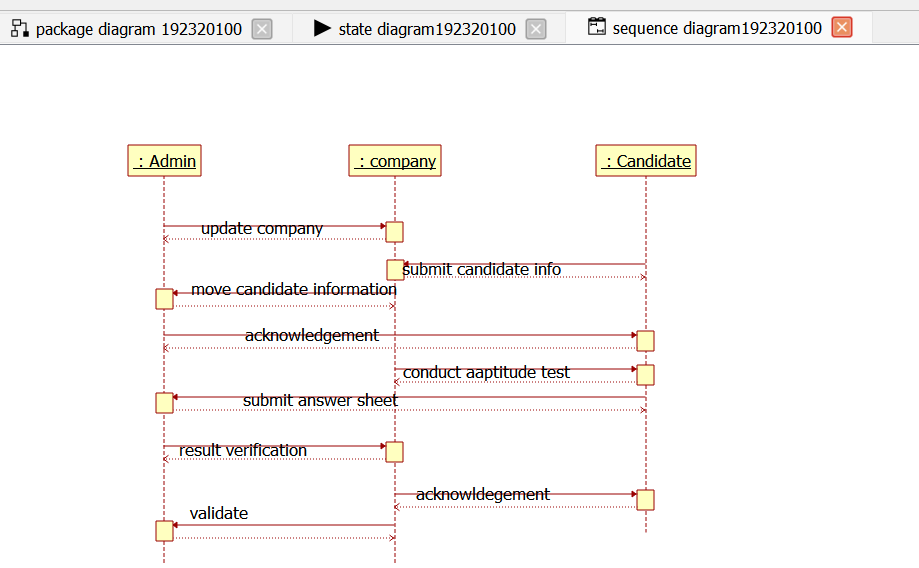 package diagram 192320100
state diagram192320100
sequence diagram192320100
: Admin
: company
: Candidate
update company
submit candidate info
move candidate information
acknowledgement
conduct aaptitude test
submit answer sheet
result verification
acknowldegement
validate